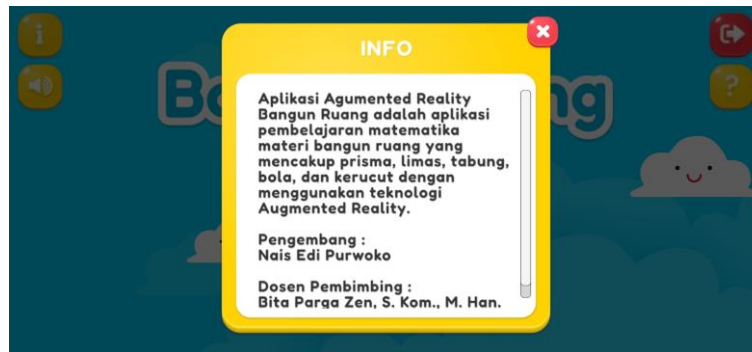 INFO
Aplikasi Agumented Reality
Bangun Ruang adalah aplikasi
pembelajaran matematika
materi bangun ruang yang
mencakup prisma, limas, tabung,
bola, dan kerucut dengan
menggunakan teknologi
Augmented Reality.
Pengembang :
Nais Edi Purwoko
Dosen Pembimbing :
Bita Parga Zen, S. Kom., M. Han.